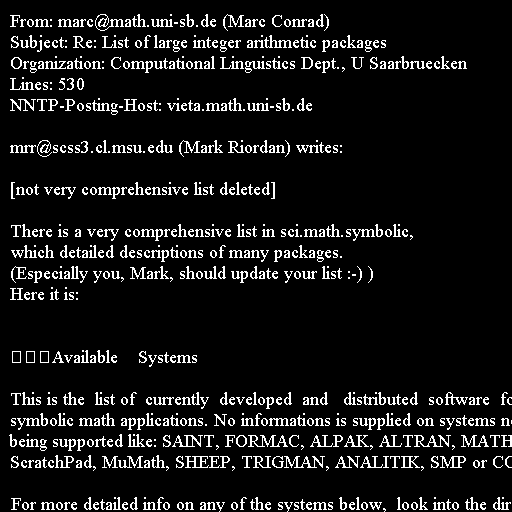 From: marc@math.uni-sb.de (Marc Conrad)
Subject: Re: List of large integer arithmetic packages
Organization: Computational Linguistics Dept., U Saarbruecken
Lines: 530
NNTP-Posting-Host: vieta.math.uni-sb.de
mrr@scss3.cl.msu.edu (Mark Riordan) writes:
[not very comprehensive list deleted]
There is a very comprehensive list in sci.math.symbolic,
which detailed descriptions of many packages.
(Especially you, Mark, should update your list :-) )
Here it is:
Available Systems
This is the list of currently developed and distributed software fo
symbolic math applications. No informations is supplied on systems no
being supported like: SAINT, FORMAC, ALPAK, ALTRAN, MATH
ScratchPad, MuMath, SHEEP, TRIGMAN, ANALITIK, SMP or CO
For more detailed info on any of the systems below, look into the dir